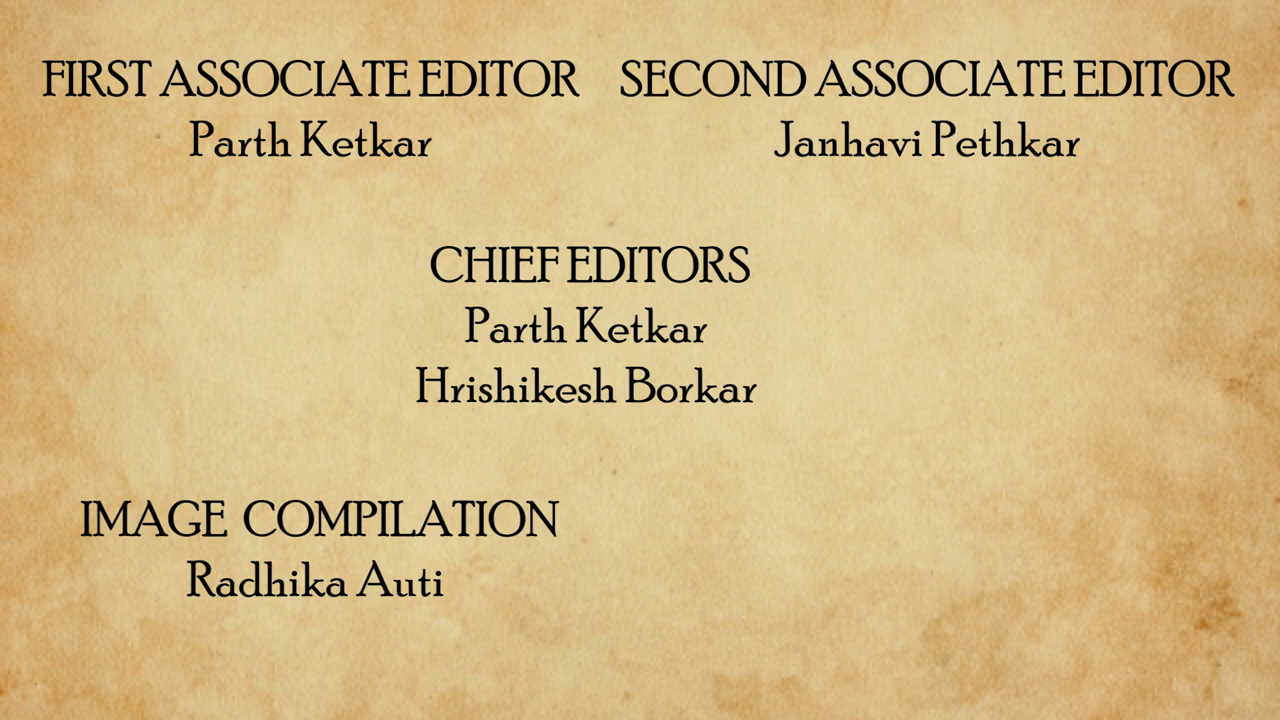 FIRST ASSOCIATE EDITOR
Parth Ketkar
SECOND ASSOCIATE EDITOR
Janhavi Pethkar
CHIEF EDITORS
Parth Ketkar
Hrishikesh Borkar
IMAGE COMPILATION
Radhika Auti